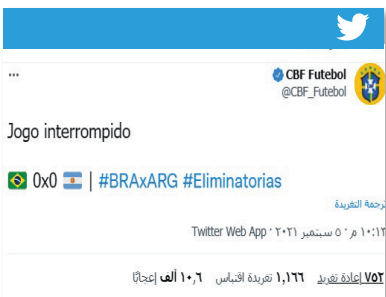 CBF Futebol
@CBF_Futebol
Jogo interrompido
0x0 | #BRAxARG #Eliminatorias
ترجمة التغريدة
١٠:١٢ م · ٥ سبتمبر ٢٠٢١ · Twitter Web App
٧٥٢ إعادة تغريد ١,١٦٦ تغريدة اقتباس ١٠,٦ ألف إعجابًا